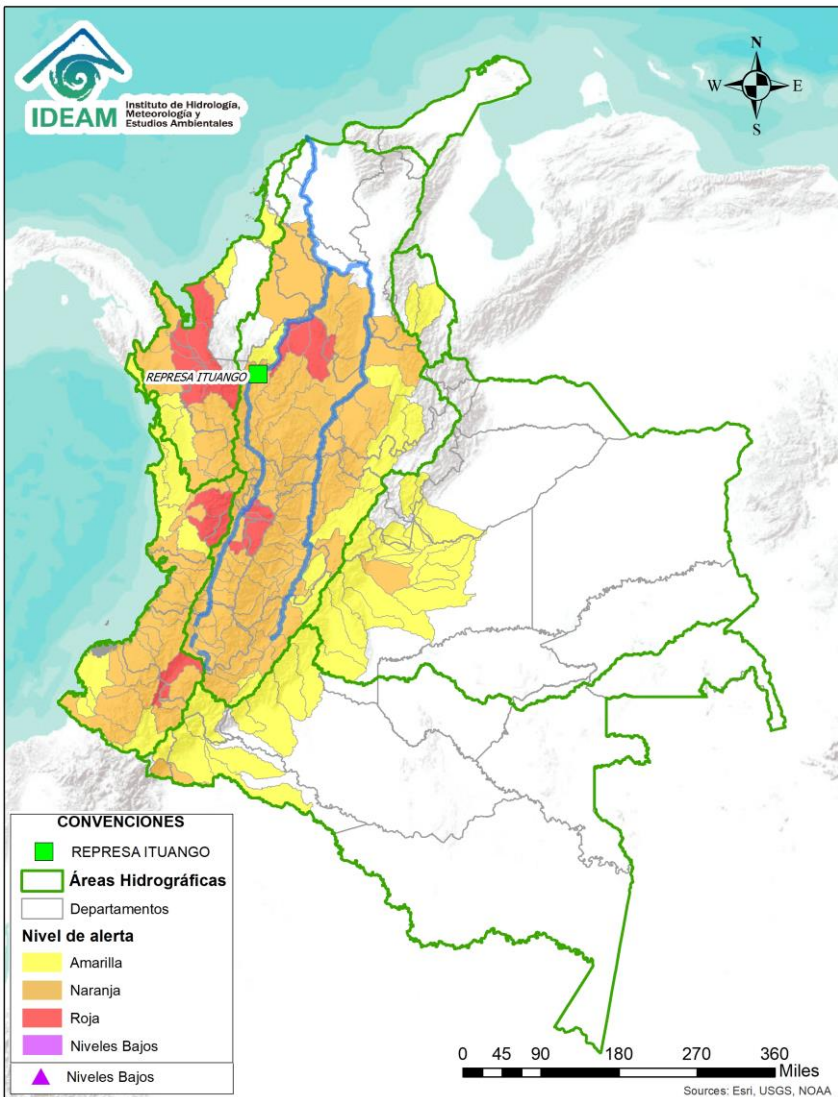 IDEAM
Instituto de Hidrología,
Meteorología y
Estudios Ambientales
N
W
E
S
REPRESA ITUANGO
CONVENCIONES
REPRESA ITUANGO
Áreas Hidrográficas
Departamentos
Nivel de alerta
Amarilla
Naranja
Roja
Niveles Bajos
Niveles Bajos
0 45 90 180 270 360
Miles
Sources: Esri, USGS, NOAA